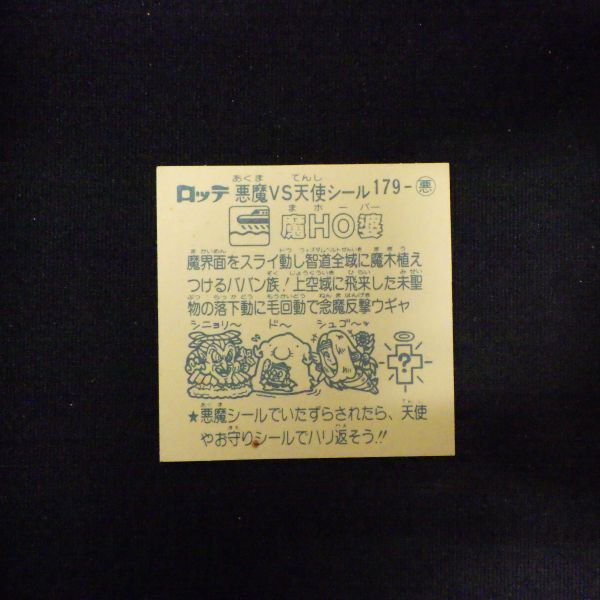 ロッテ 悪魔VS天使シール 179-悪
魔HO婆
魔界面をスライ動し智道全域に魔木植え
つけるババン族!上空域に飛来した未聖
物の落下動に毛回動で念魔反撃ウギャ
シニョリ〜 ド〜 シュゴ〜ッ
?
★悪魔シールでいたずらされたら、天使
やお守りシールでハリ返そう!!